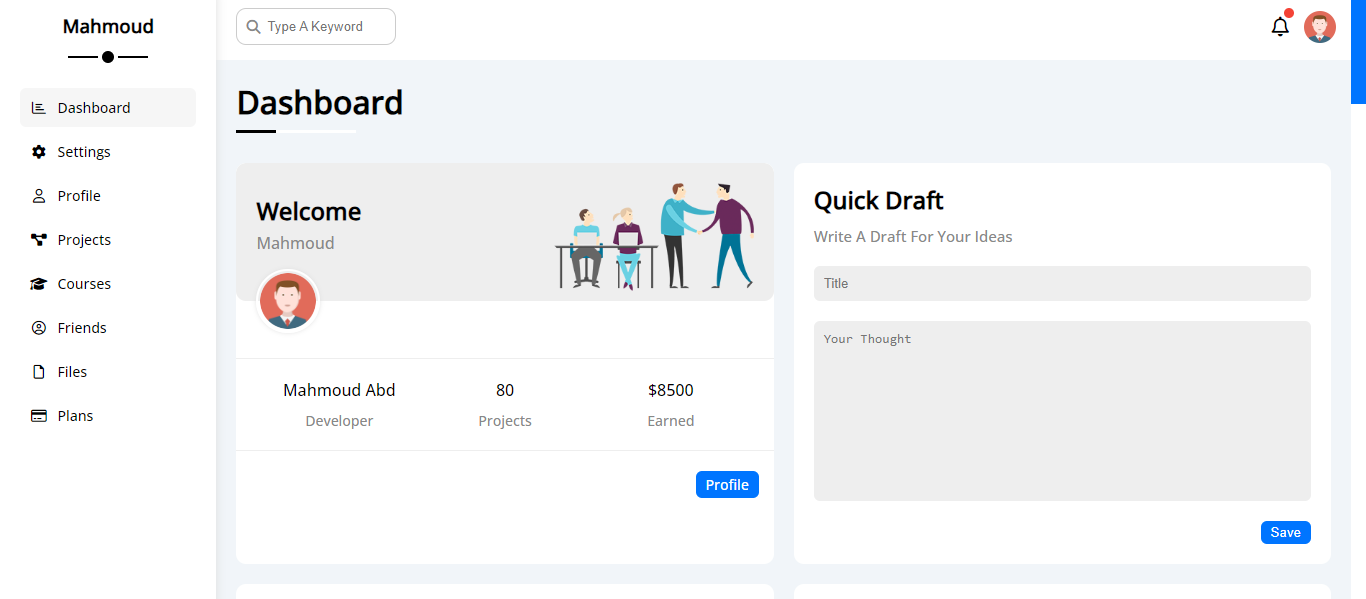 Mahmoud
Dashboard
Settings
Profile
Projects
Courses
Friends
Files
Plans
Type A Keyword
Dashboard
Welcome
Mahmoud
Mahmoud Abd
Developer
80
Projects
$8500
Earned
Profile
Quick Draft
Write A Draft For Your Ideas
Title
Your Thought
Save